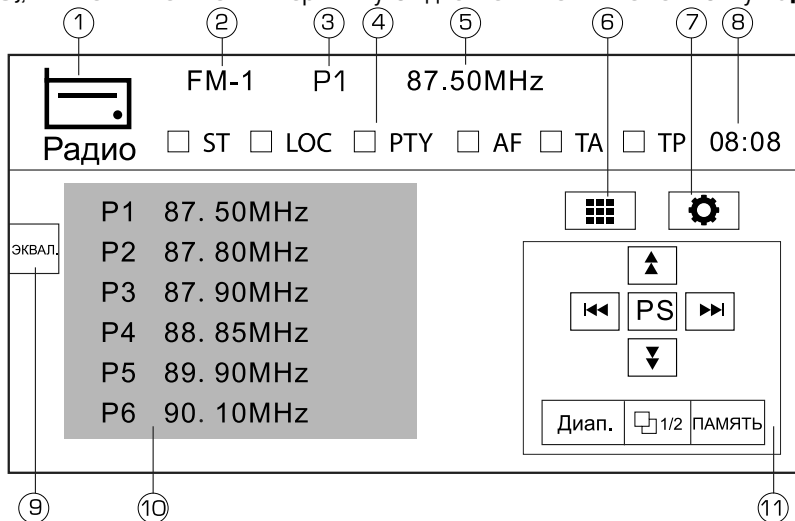 ① ② ③ ④ ⑤ ⑥ ⑦ ⑧
FM-1 P1 87.50MHz
Радио ST LOC PTY AF TA TP 08:08
P1 87. 50MHz
ЭКВАЛ.
P2 87. 80MHz
P3 87. 90MHz
PS
P4 88. 85MHz
P5 89. 90MHz
P6 90. 10MHz
Диап. 1/2 ПАМЯТЬ
⑨ ⑩ ⑪